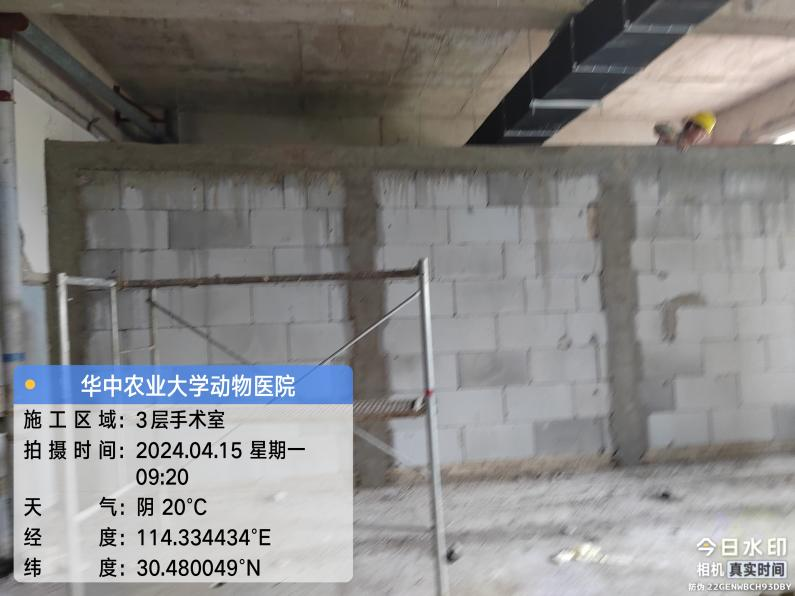 华中农业大学动物医院
施工区域：3层手术室
拍摄时间：2024.04.15 星期一
09:20
天气：阴 20°C
经度：114.334434°E
纬度：30.480049°N
今日水印
相机 真实时间
防伪 22GENWBCH93DBY